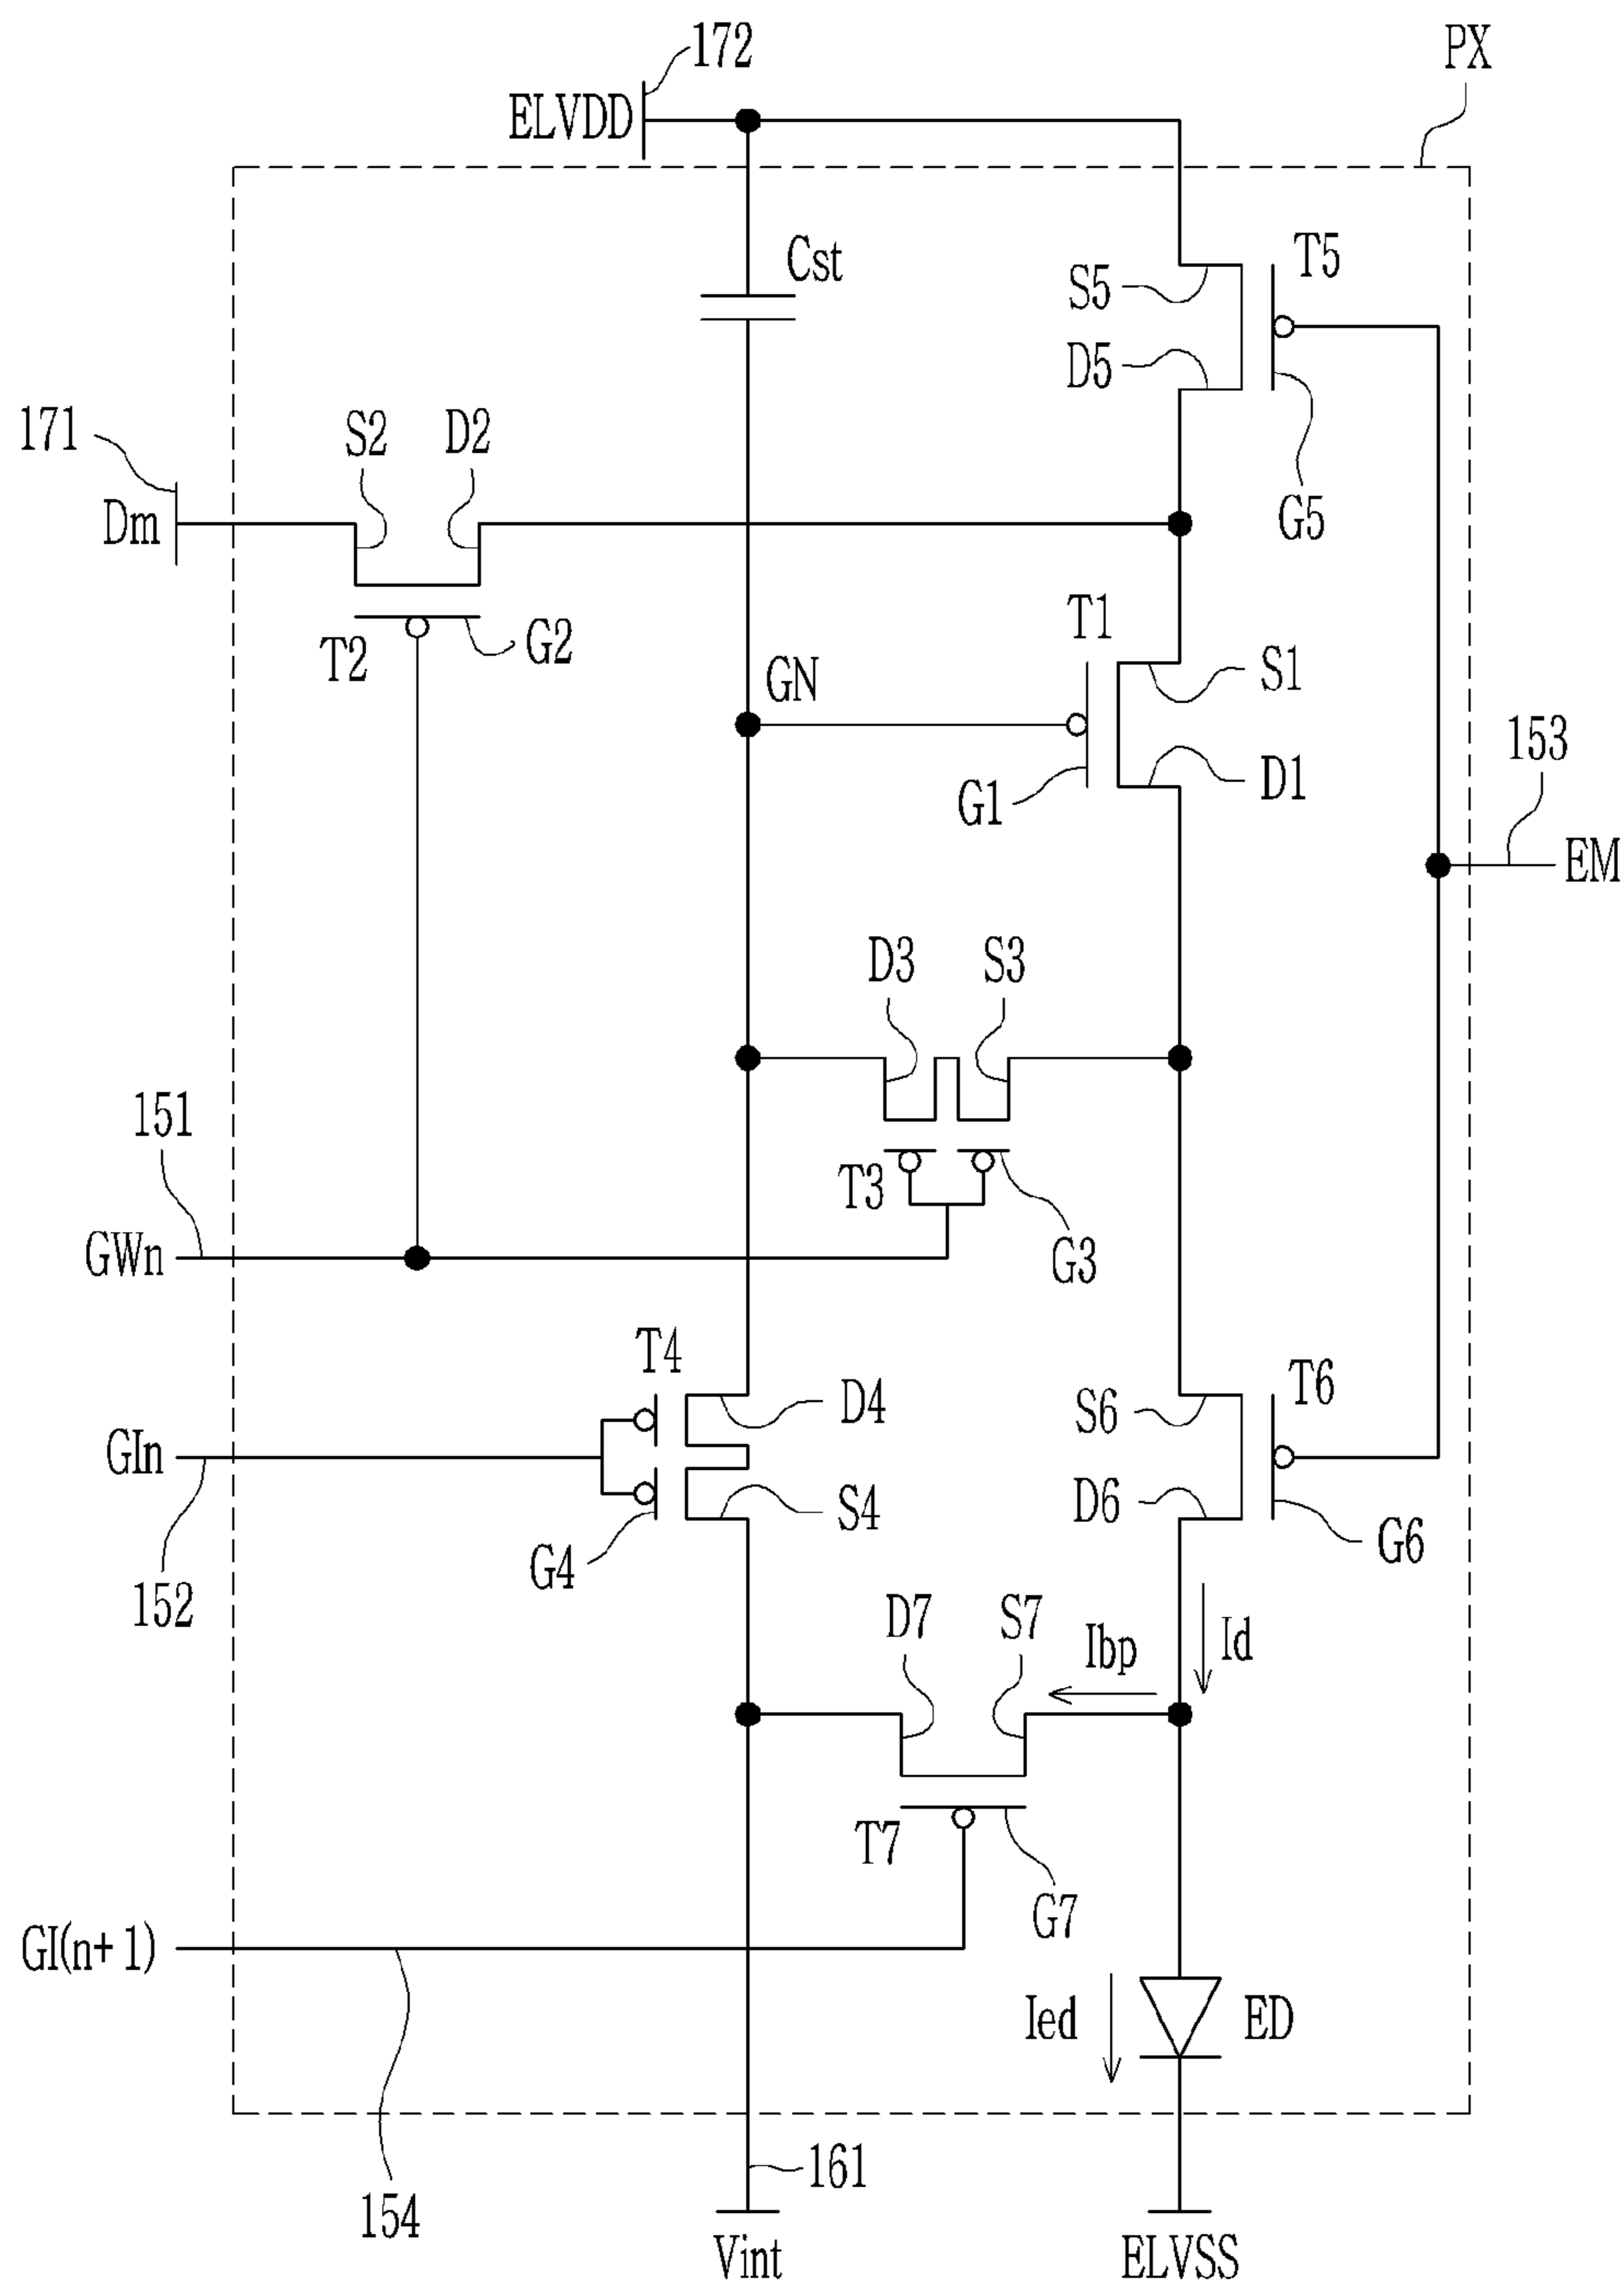 172
PX
ELVDD
Cst
T5
S5
D5
171
S2
D2
Dm
G5
T1
T2
G2
GN
S1
G1
D1
153
EM
D3
S3
151
T3
GWn
G3
T4
D4
S6
T6
GIn
S4
D6
G4
G6
152
D7
S7
Ibp
Id
T7
G7
GI(n+1)
Ied
ED
161
154
Vint
ELVSS